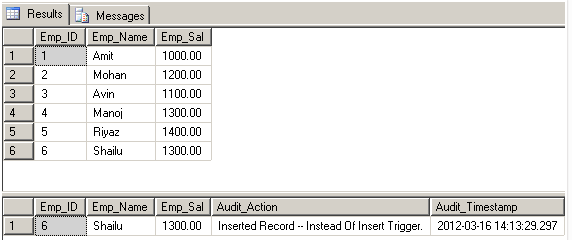 Results Messages
Emp_ID Emp_Name Emp_Sal
1 1 Amit 1000.00
2 2 Mohan 1200.00
3 3 Avin 1100.00
4 4 Manoj 1300.00
5 5 Riyaz 1400.00
6 6 Shailu 1300.00
Emp_ID Emp_Name Emp_Sal Audit_Action Audit_Timestamp
1 6 Shailu 1300.00 Inserted Record -- Instead Of Insert Trigger. 2012-03-16 14:13:29.297